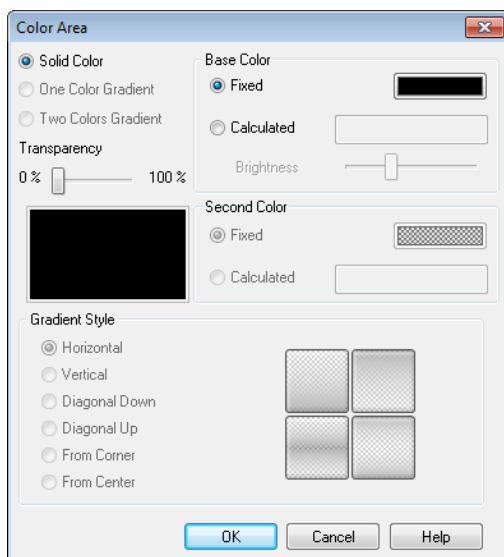 Color Area
Solid Color
One Color Gradient
Two Colors Gradient
Transparency
0 % 100 %
Base Color
Fixed
Calculated
Brightness
Second Color
Fixed
Calculated
Gradient Style
Horizontal
Vertical
Diagonal Down
Diagonal Up
From Corner
From Center
OK Cancel Help